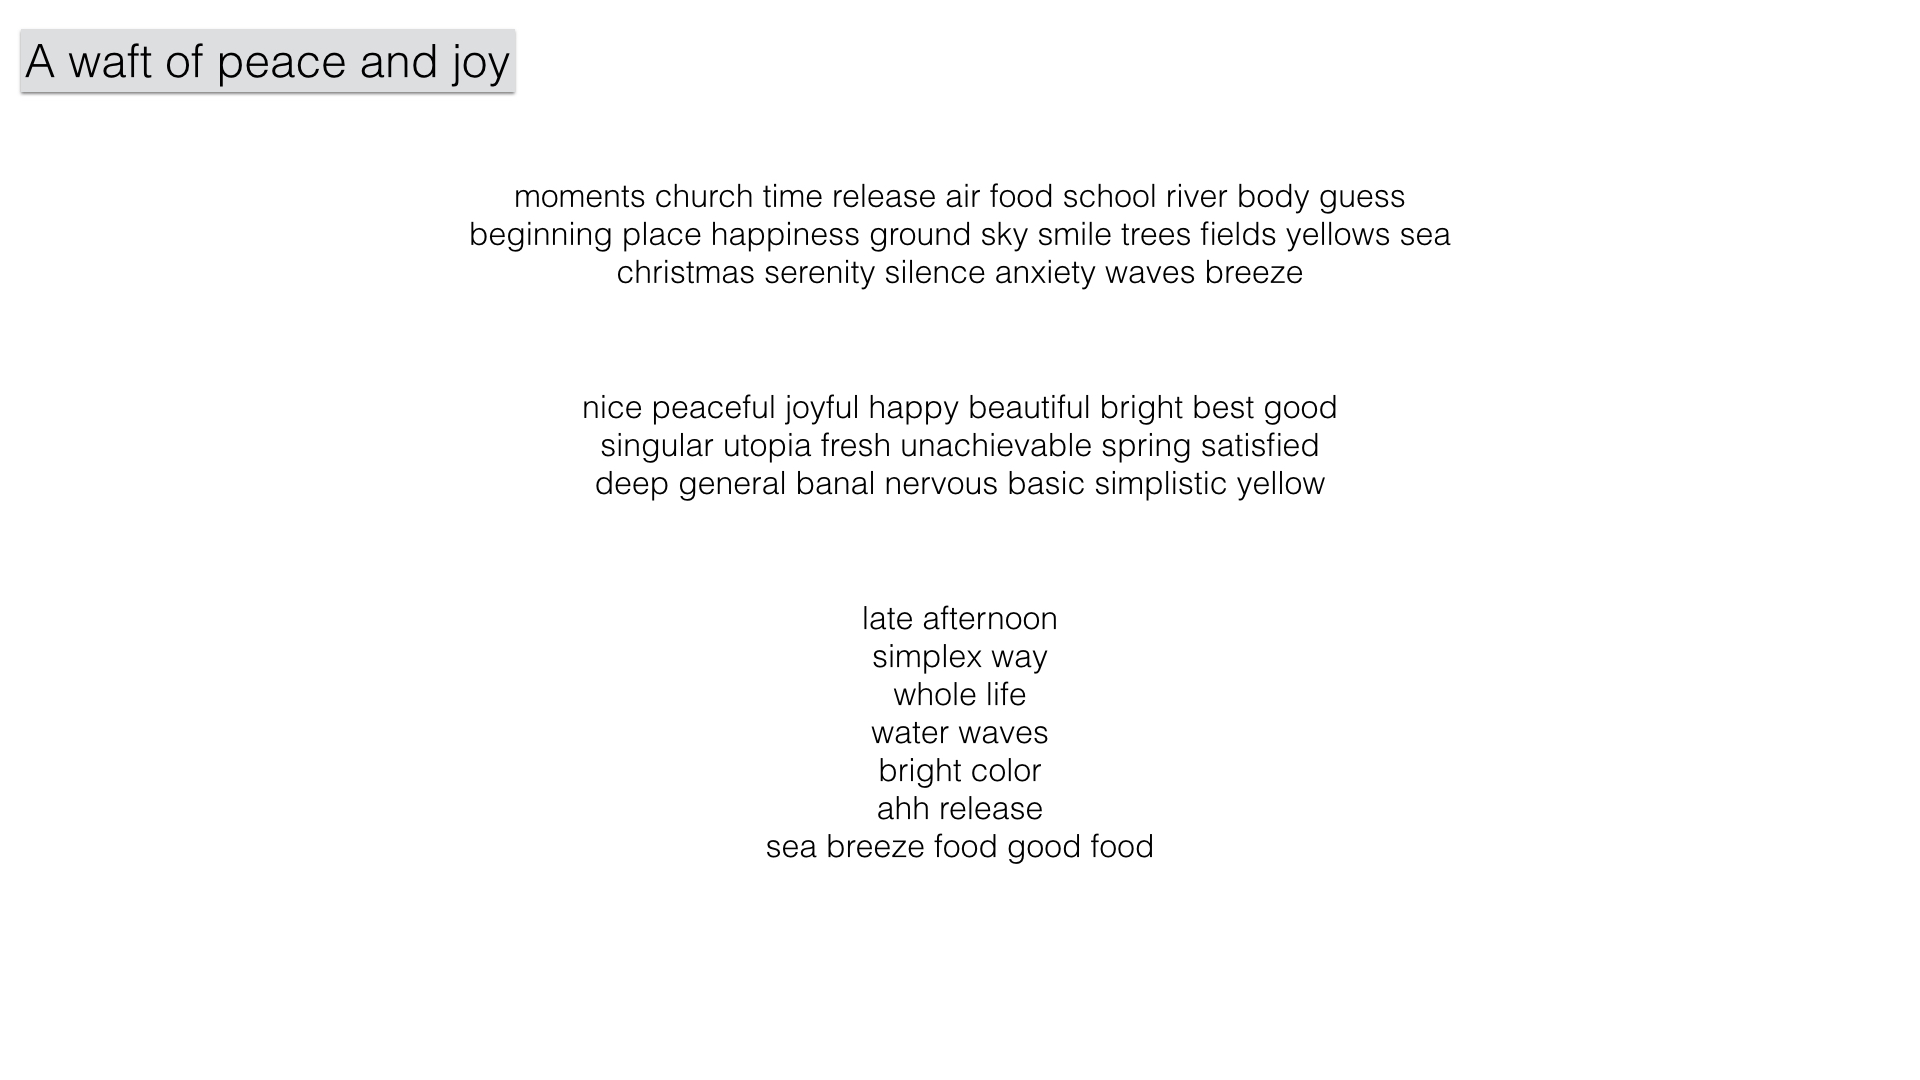 A waft of peace and joy
moments church time release air food school river body guess
beginning place happiness ground sky smile trees fields yellows sea
christmas serenity silence anxiety waves breeze
nice peaceful joyful happy beautiful bright best good
singular utopia fresh unachievable spring satisfied
deep general banal nervous basic simplistic yellow
late afternoon
simplex way
whole life
water waves
bright color
ahh release
sea breeze food good food